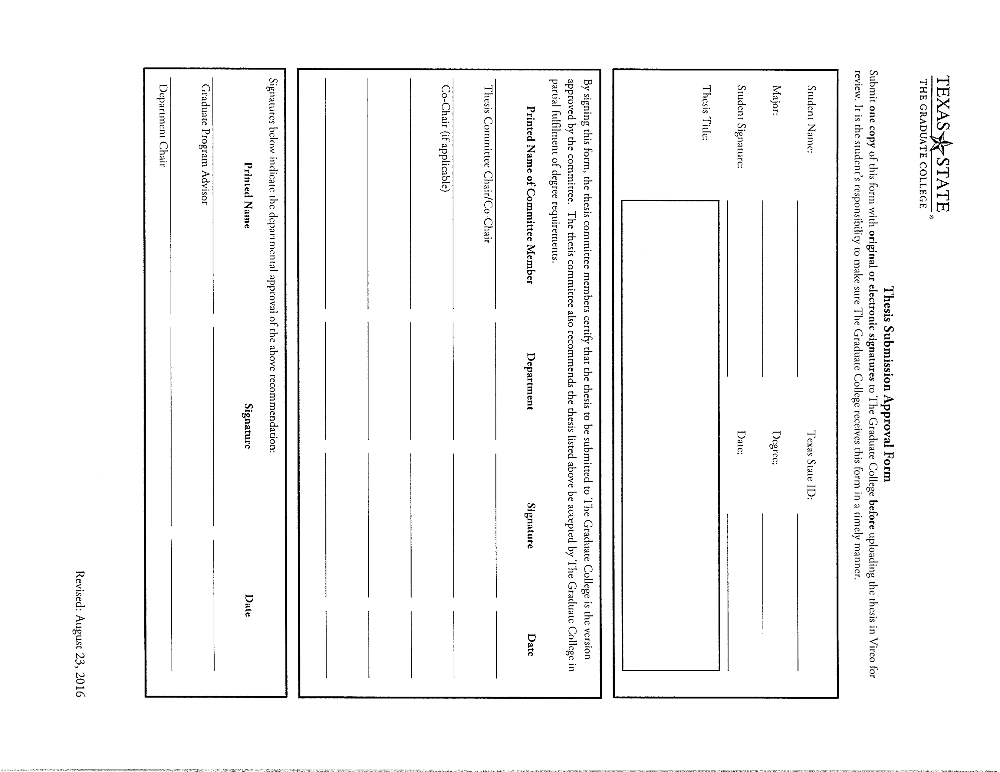 TEXAS STATE®
THE GRADUATE COLLEGE
Thesis Submission Approval Form
Submit one copy of this form with original or electronic signatures to The Graduate College before uploading the thesis in Vireo for
review. It is the student's responsibility to make sure The Graduate College receives this form in a timely manner.
Student Name: Texas State ID:
Major: Degree:
Student Signature: Date:
Thesis Title:
By signing this form, the thesis committee members certify that the thesis to be submitted to The Graduate College is the version
approved by the committee. The thesis committee also recommends the thesis listed above be accepted by The Graduate College in
partial fulfilment of degree requirements.
Printed Name of Committee Member Department Signature Date
Thesis Committee Chair/Co-Chair
Co-Chair (if applicable)
Signatures below indicate the departmental approval of the above recommendation:
Printed Name Signature Date
Graduate Program Advisor
Department Chair
Revised: August 23, 2016